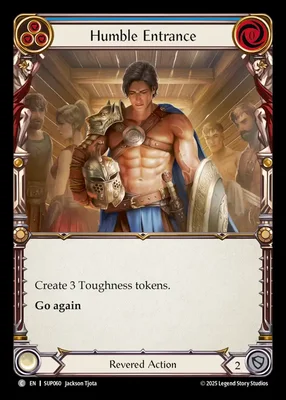 Humble Entrance
Create 3 Toughness tokens.
Go again
Revered Action
2
C EN | SUP060 Jackson Tjota
© 2025 Legend Story Studios